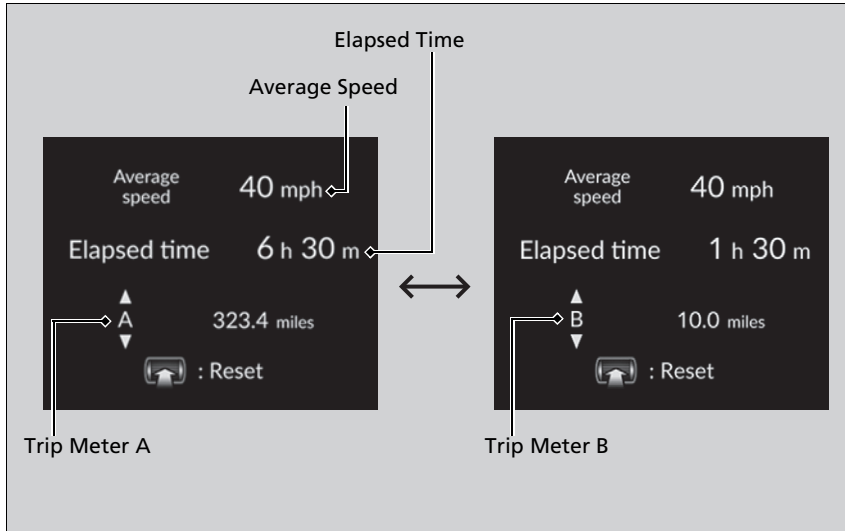 Elapsed Time
Average Speed
Average
speed
40 mph
Elapsed time
6 h 30 m
A
323.4 miles
: Reset
Trip Meter A
Average
speed
40 mph
Elapsed time
1 h 30 m
B
10.0 miles
: Reset
Trip Meter B